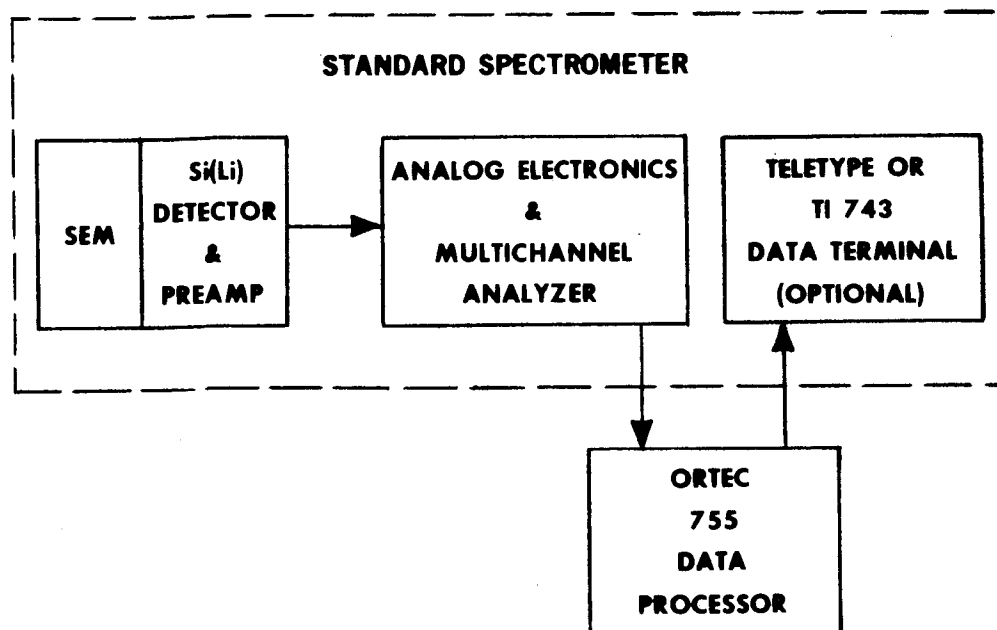 STANDARD SPECTROMETER
SEM
Si(Li)
DETECTOR
&
PREAMP
ANALOG ELECTRONICS
&
MULTICHANNEL
ANALYZER
TELETYPE OR
TI 743
DATA TERMINAL
(OPTIONAL)
ORTEC
755
DATA
PROCESSOR